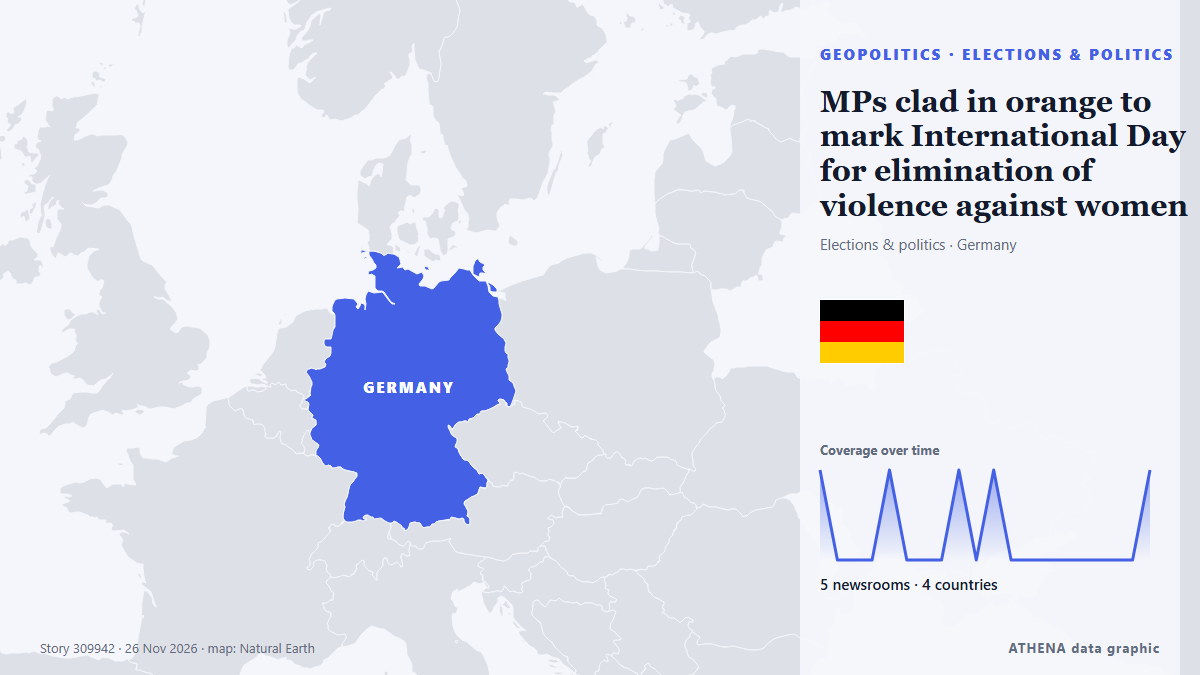 GEOPOLITICS · ELECTIONS & POLITICS
MPs clad in orange to
mark International Day
for elimination of
violence against women
Elections & politics · Germany
GERMANY
Coverage over time
5 newsrooms · 4 countries
Story 309942 · 26 Nov 2026 · map: Natural Earth
ATHENA data graphic